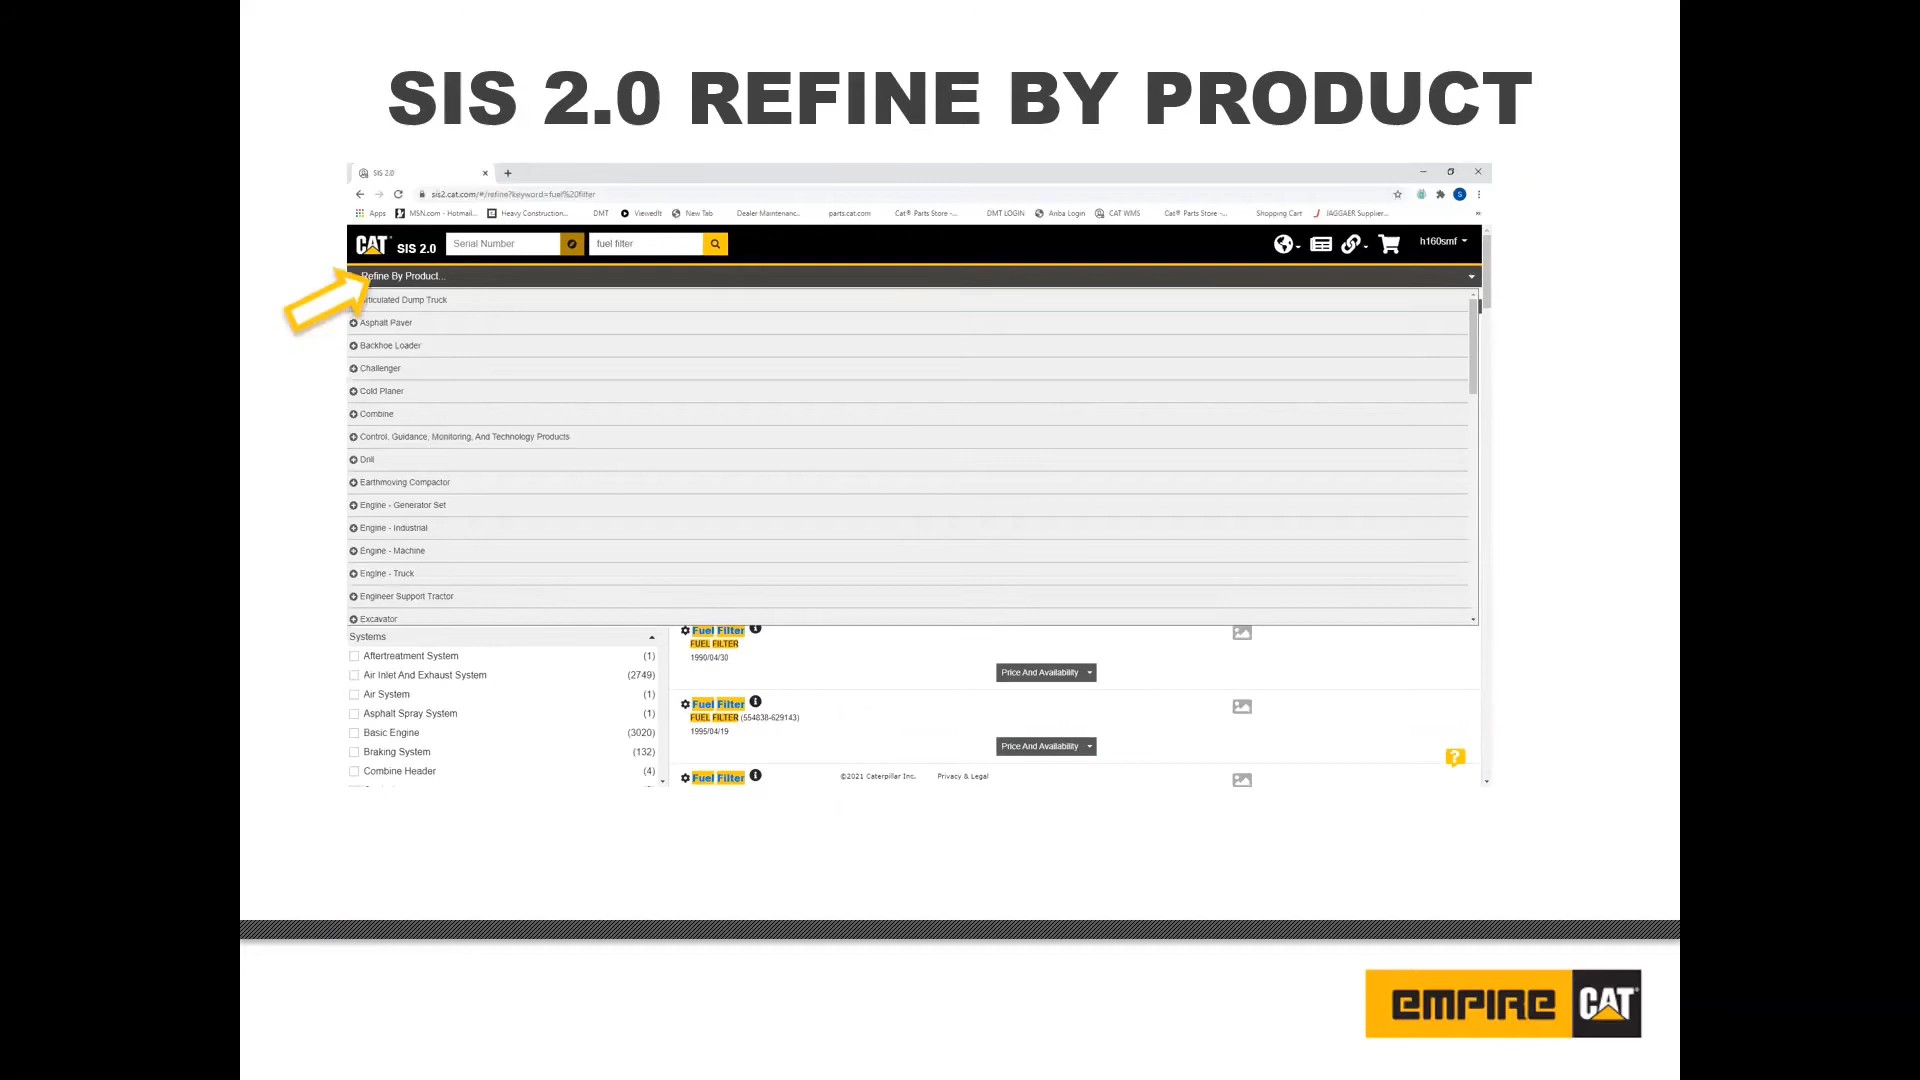 SIS 2.0 REFINE BY PRODUCT
SIS 2.0
sis2.cat.com/#/refine?keyword=fuel%20filter
Apps MSN.com - Hotmail... Heavy Construction... DMT ViewedIt New Tab Dealer Maintenanc... parts.cat.com Cat® Parts Store -... DMT LOGIN Ariba Login CAT WMS Cat® Parts Store -... Shopping Cart JAGGAER Supplier... »
CAT SIS 2.0 Serial Number fuel filter h160smf
Refine By Product...
rticulated Dump Truck
Asphalt Paver
Backhoe Loader
Challenger
Cold Planer
Combine
Control, Guidance, Monitoring, And Technology Products
Drill
Earthmoving Compactor
Engine - Generator Set
Engine - Industrial
Engine - Machine
Engine - Truck
Engineer Support Tractor
Excavator
Systems
Aftertreatment System (1)
Air Inlet And Exhaust System (2749)
Air System (1)
Asphalt Spray System (1)
Basic Engine (3020)
Braking System (132)
Combine Header (4)
Fuel Filter
FUEL FILTER
1990/04/30
Price And Availability
Fuel Filter
FUEL FILTER (554838-629143)
1995/04/19
Price And Availability
Fuel Filter
©2021 Caterpillar Inc. Privacy & Legal
?
EMPIRE CAT